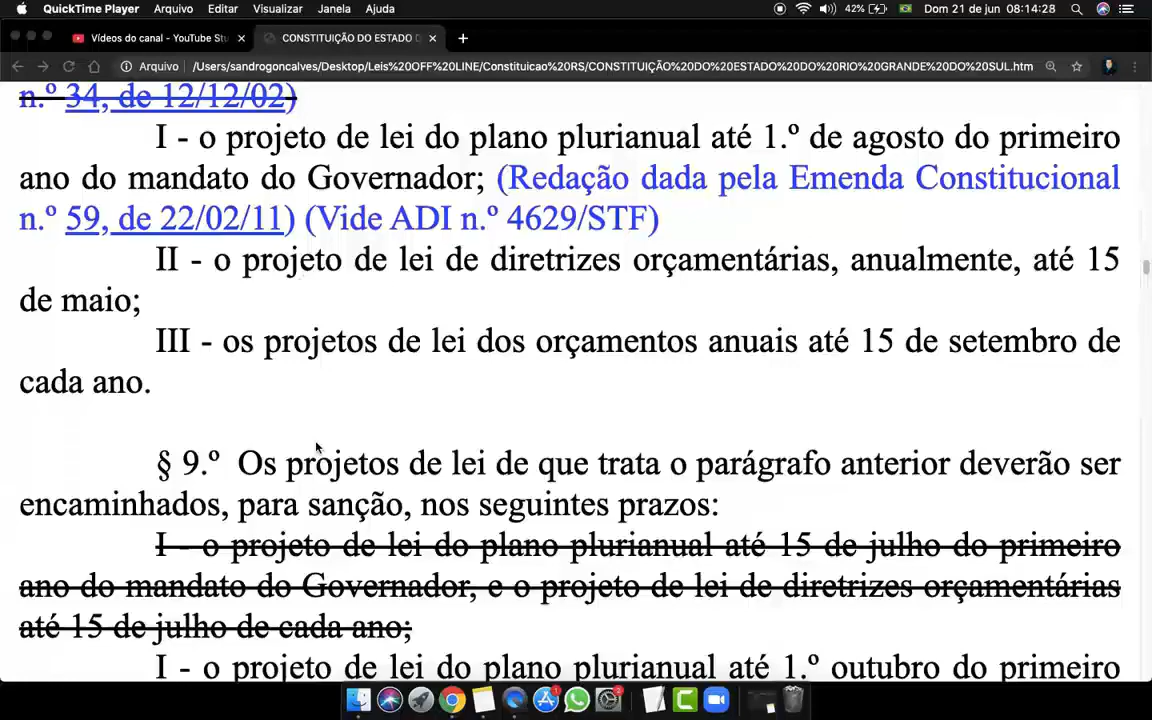 QuickTime Player Arquivo Editar Visualizar Janela Ajuda 42% Dom 21 de jun 08:14:28
Vídeos do canal - YouTube Stu × CONSTITUIÇÃO DO ESTADO × +
Arquivo /Users/sandrogoncalves/Desktop/Leis%20OFF%20LINE/Constituicao%20RS/CONSTITUIÇÃO%20DO%20ESTADO%20DO%20RIO%20GRANDE%20DO%20SUL.htm
n.º 34, de 12/12/02)
I - o projeto de lei do plano plurianual até 1.º de agosto do primeiro
ano do mandato do Governador; (Redação dada pela Emenda Constitucional
n.º 59, de 22/02/11) (Vide ADI n.º 4629/STF)
II - o projeto de lei de diretrizes orçamentárias, anualmente, até 15
de maio;
III - os projetos de lei dos orçamentos anuais até 15 de setembro de
cada ano.
§ 9.º Os projetos de lei de que trata o parágrafo anterior deverão ser
encaminhados, para sanção, nos seguintes prazos:
I - o projeto de lei do plano plurianual até 15 de julho do primeiro
ano do mandato do Governador, e o projeto de lei de diretrizes orçamentárias
até 15 de julho de cada ano;
I - o projeto de lei do plano plurianual até 1.º outubro do primeiro